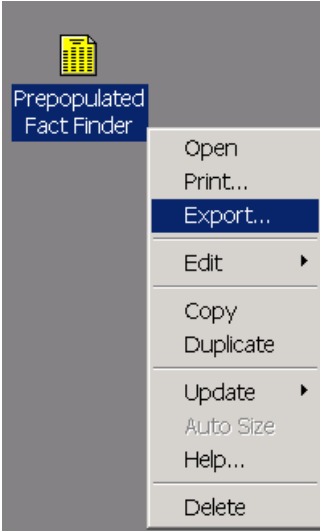 Prepopulated
Fact Finder
Open
Print...
Export...
Edit
Copy
Duplicate
Update
Auto Size
Help...
Delete